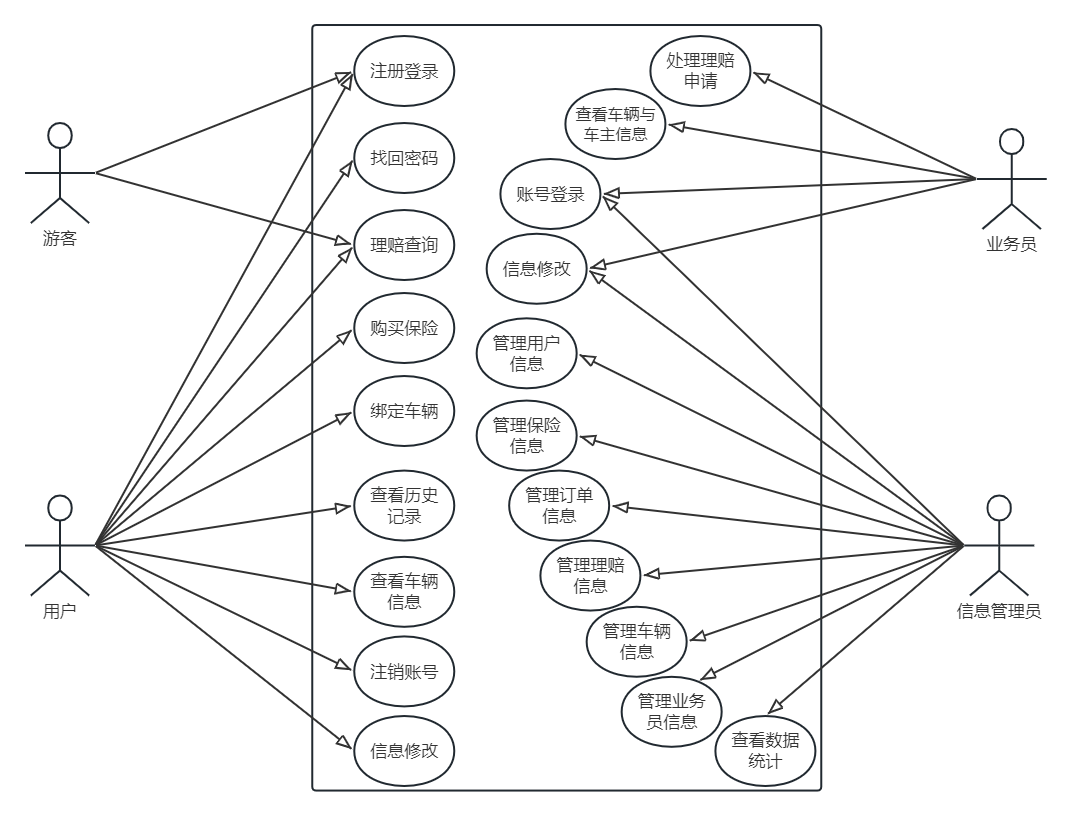 注册登录
找回密码
理赔查询
购买保险
绑定车辆
查看历史
记录
查看车辆
信息
注销账号
信息修改
处理理赔
申请
查看车辆与
车主信息
账号登录
信息修改
管理用户
信息
管理保险
信息
管理订单
信息
管理理赔
信息
管理车辆
信息
管理业务
员信息
查看数据
统计
游客
用户
业务员
信息管理员